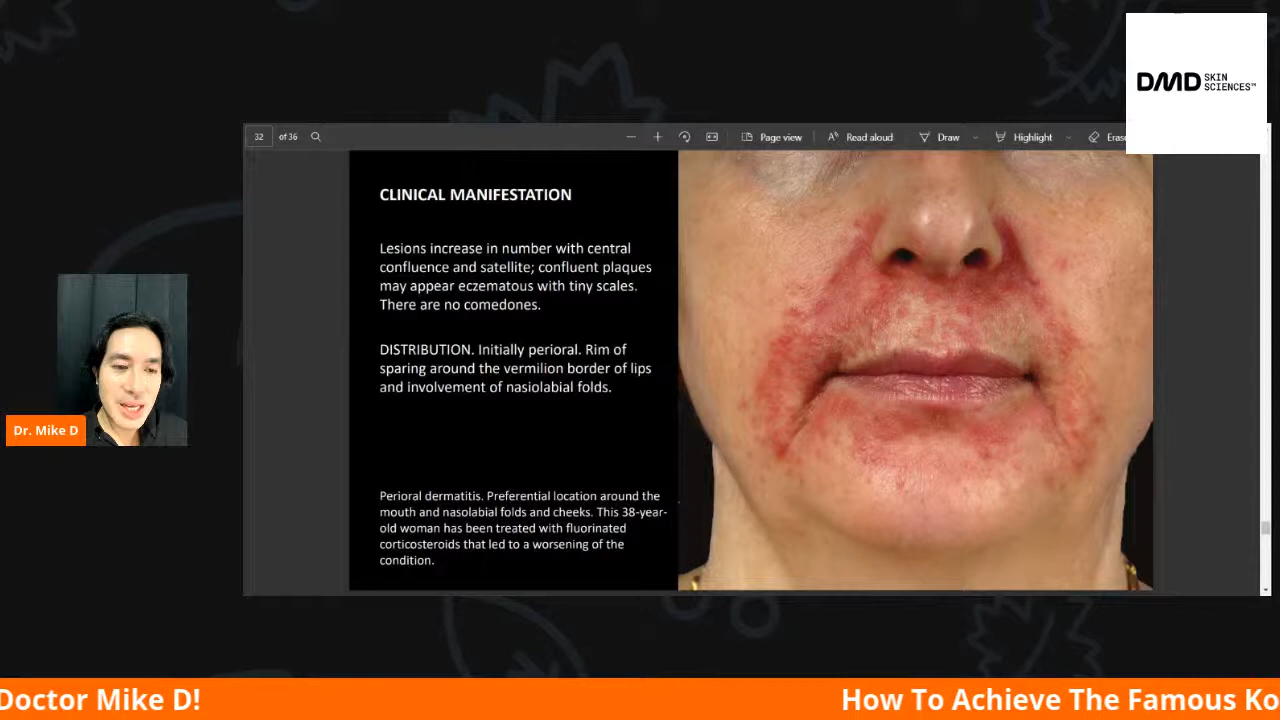 DMD SKIN
SCIENCES™
32 of 36
Page view
Read aloud
Draw
Highlight
Eras
CLINICAL MANIFESTATION
Lesions increase in number with central
confluence and satellite; confluent plaques
may appear eczematous with tiny scales.
There are no comedones.
DISTRIBUTION. Initially perioral. Rim of
sparing around the vermilion border of lips
and involvement of nasiolabial folds.
Perioral dermatitis. Preferential location around the
mouth and nasolabial folds and cheeks. This 38-year-
old woman has been treated with fluorinated
corticosteroids that led to a worsening of the
condition.
Dr. Mike D
Doctor Mike D!
How To Achieve The Famous Ko